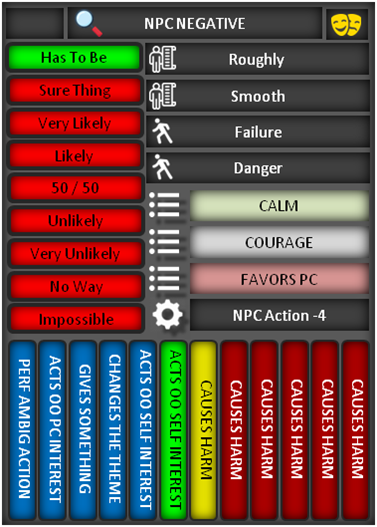 NPC NEGATIVE
Has To Be
Sure Thing
Very Likely
Likely
50 / 50
Unlikely
Very Unlikely
No Way
Impossible
Roughly
Smooth
Failure
Danger
CALM
COURAGE
FAVORS PC
NPC Action -4
PERF AMBIG ACTION
ACTS OO PC INTEREST
GIVES SOMETHING
CHANGES THE THEME
ACTS OO SELF INTEREST
ACTS OO SELF INTEREST
CAUSES HARM
CAUSES HARM
CAUSES HARM
CAUSES HARM
CAUSES HARM
CAUSES HARM